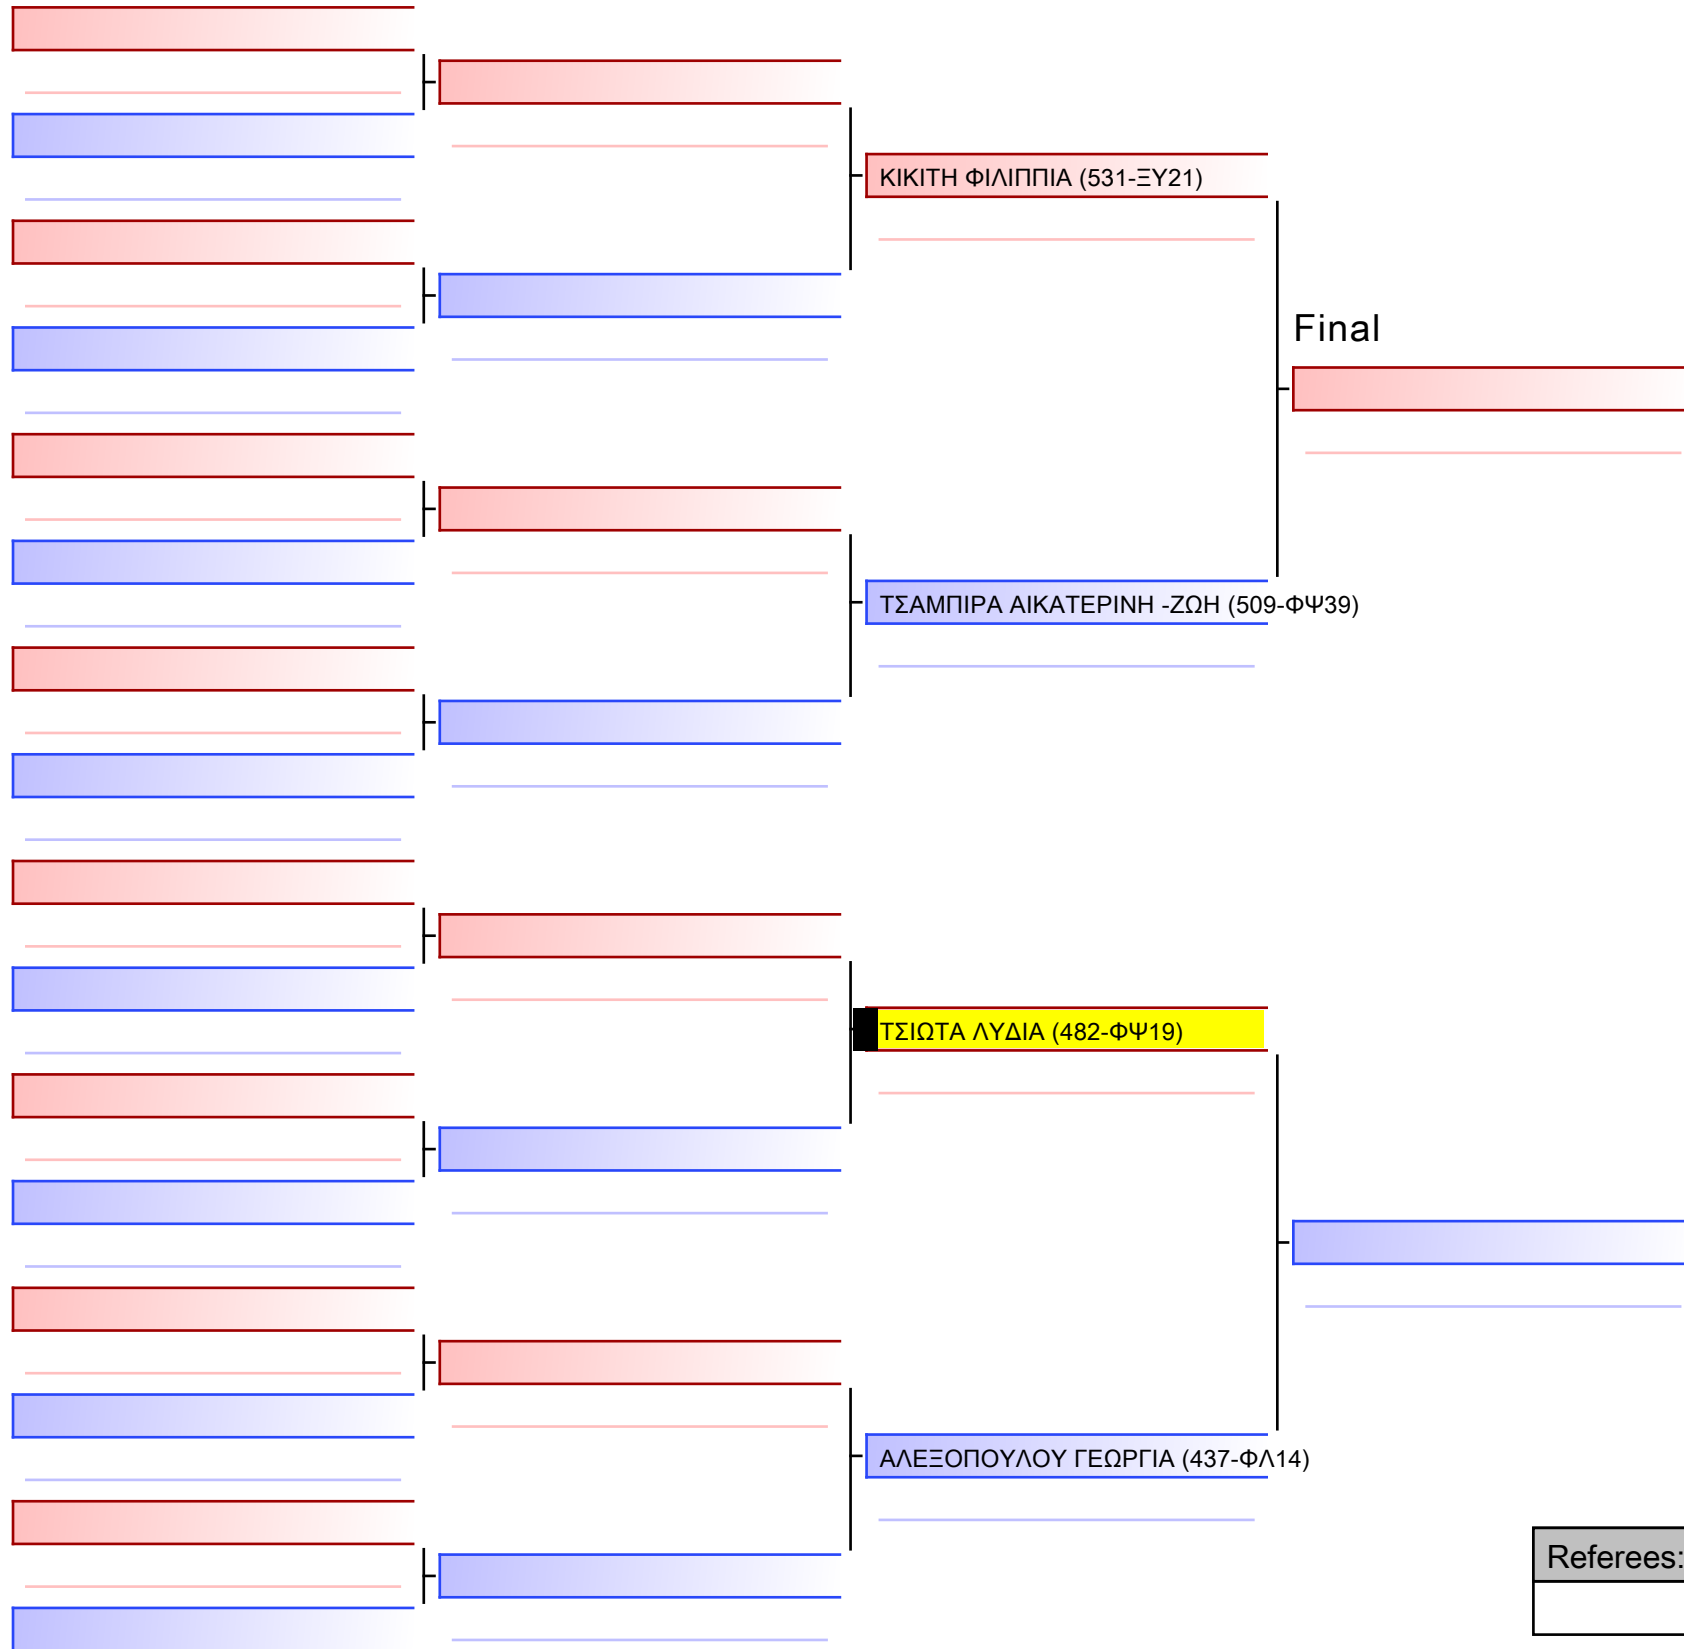 ΚΙΚΙΤΗ ΦΙΛΙΠΠΙΑ (531-ΞΥ21)
Final
ΤΣΑΜΠΙΡΑ ΑΙΚΑΤΕΡΙΝΗ -ΖΩΗ (509-ΦΨ39)
ΤΣΙΩΤΑ ΛΥΔΙΑ (482-ΦΨ19)
ΑΛΕΞΟΠΟΥΛΟΥ ΓΕΩΡΓΙΑ (437-ΦΛ14)
Referees: